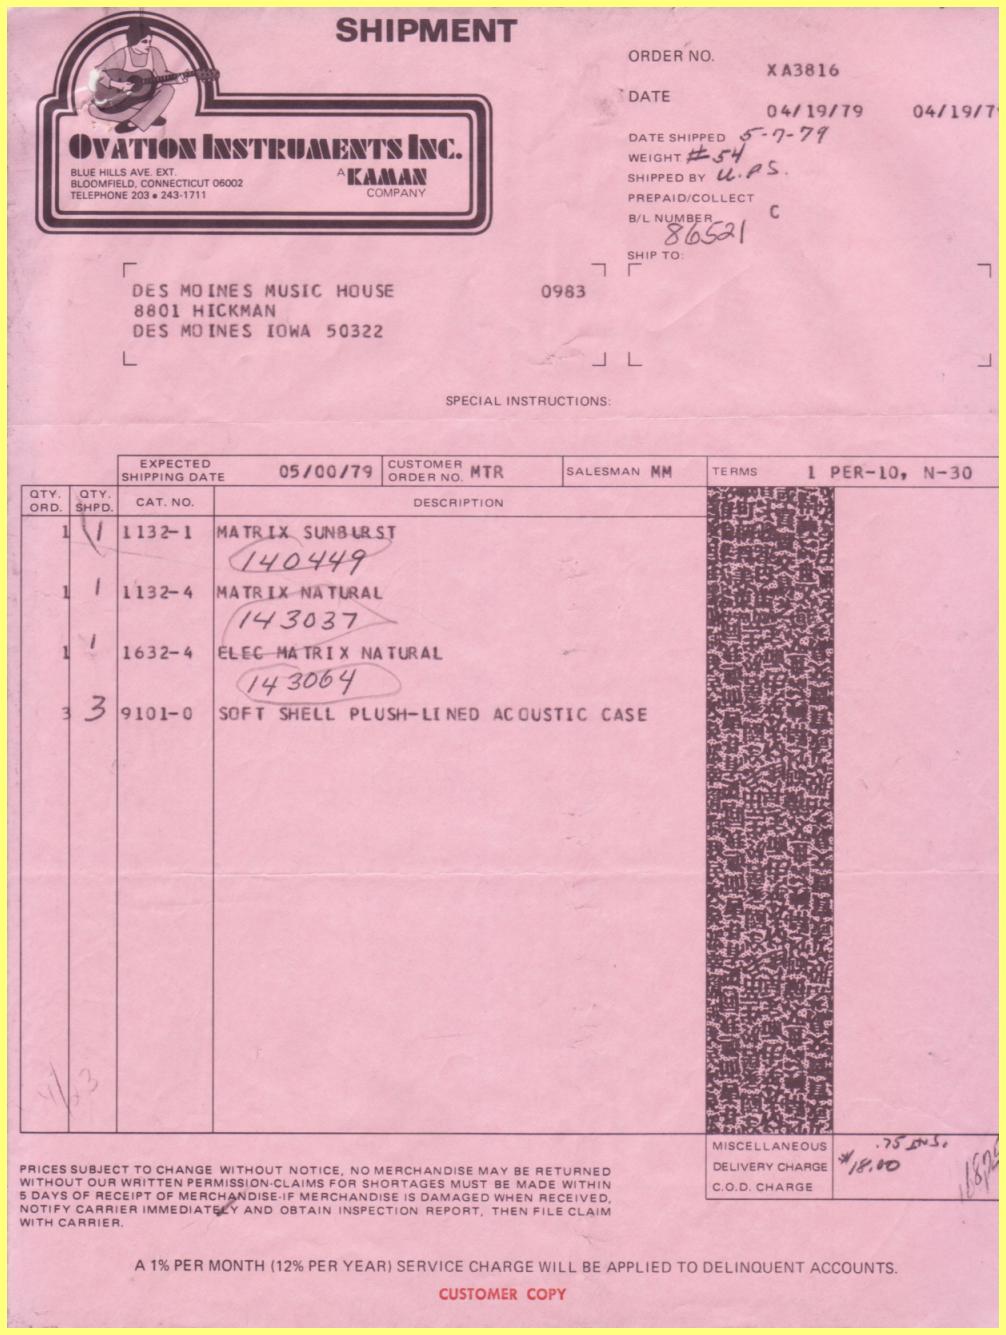 SHIPMENT
OVATION INSTRUMENTS INC.
BLUE HILLS AVE. EXT.
BLOOMFIELD, CONNECTICUT 06002
TELEPHONE 203 • 243-1711
A KAMAN
COMPANY
ORDER NO. XA3816
DATE 04/19/79 04/19/7
DATE SHIPPED 5-7-79
WEIGHT #54
SHIPPED BY U.P.S.
PREPAID/COLLECT C
B/L NUMBER 86521
SHIP TO:
DES MOINES MUSIC HOUSE 0983
8801 HICKMAN
DES MOINES IOWA 50322
SPECIAL INSTRUCTIONS:
EXPECTED SHIPPING DATE 05/00/79 CUSTOMER ORDER NO. MTR SALESMAN MM TERMS 1 PER-10, N-30
QTY. ORD. QTY. SHPD. CAT. NO. DESCRIPTION
1 1 1132-1 MATRIX SUNBURST
140449
1 1 1132-4 MATRIX NATURAL
143037
1 1 1632-4 ELEC MATRIX NATURAL
143064
3 3 9101-0 SOFT SHELL PLUSH-LINED ACOUSTIC CASE
MISCELLANEOUS .75 INS.
DELIVERY CHARGE #18.00
C.O.D. CHARGE
PRICES SUBJECT TO CHANGE WITHOUT NOTICE, NO MERCHANDISE MAY BE RETURNED
WITHOUT OUR WRITTEN PERMISSION-CLAIMS FOR SHORTAGES MUST BE MADE WITHIN
5 DAYS OF RECEIPT OF MERCHANDISE-IF MERCHANDISE IS DAMAGED WHEN RECEIVED,
NOTIFY CARRIER IMMEDIATELY AND OBTAIN INSPECTION REPORT, THEN FILE CLAIM
WITH CARRIER.
A 1% PER MONTH (12% PER YEAR) SERVICE CHARGE WILL BE APPLIED TO DELINQUENT ACCOUNTS.
CUSTOMER COPY